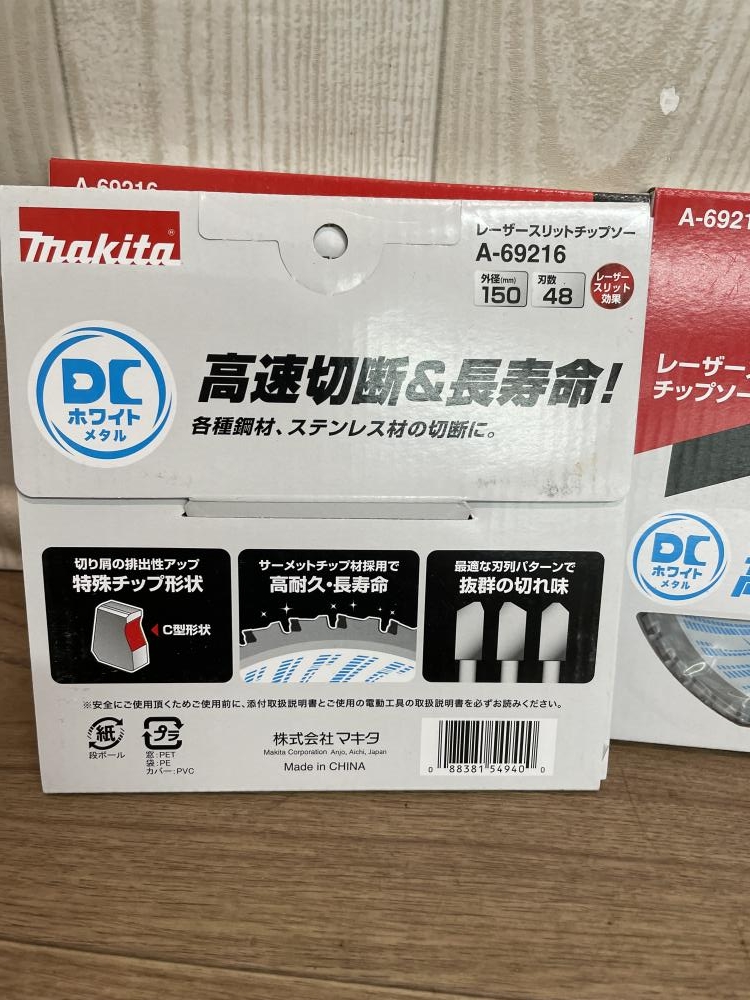 A-69216
makita®
レーザースリットチップソー
A-69216
外径(mm)
150
刃数
48
レーザー
スリット
効果
DC
ホワイト
メタル
高速切断&長寿命!
各種鋼材、ステンレス材の切断に。
切り屑の排出性アップ
特殊チップ形状
C型形状
サーメットチップ材採用で
高耐久・長寿命
最適な刃列パターンで
抜群の切れ味
※安全にご使用頂くためご使用前に、添付取扱説明書とご使用の電動工具の取扱説明書を必ずお読みください。
紙
段ボール
プラ
窓:PET
袋:PE
カバー:PVC
株式会社マキタ
Makita Corporation Anjo, Aichi, Japan
Made in CHINA
0 88381 54940 0
A-6921
レーザー
チップソー
DC
ホワイト
メタル